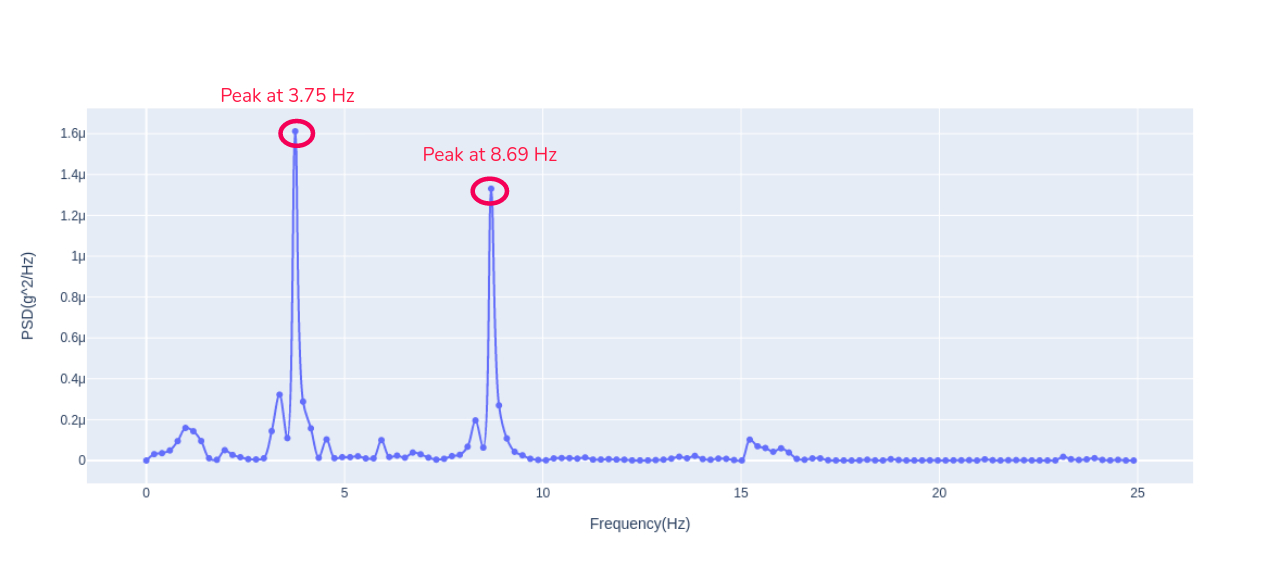 Peak at 3.75 Hz
Peak at 8.69 Hz
1.6μ
1.4μ
1.2μ
1μ
0.8μ
0.6μ
0.4μ
0.2μ
0
PSD(g^2/Hz)
0 5 10 15 20 25
Frequency(Hz)